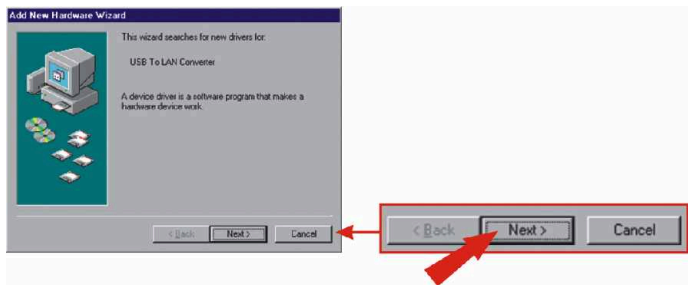 Add New Hardware Wizard
This wizard searches for new drivers for:
USB To LAN Converter
A device driver is a software program that makes a
hardware device work.
< Back Next > Cancel
< Back Next > Cancel